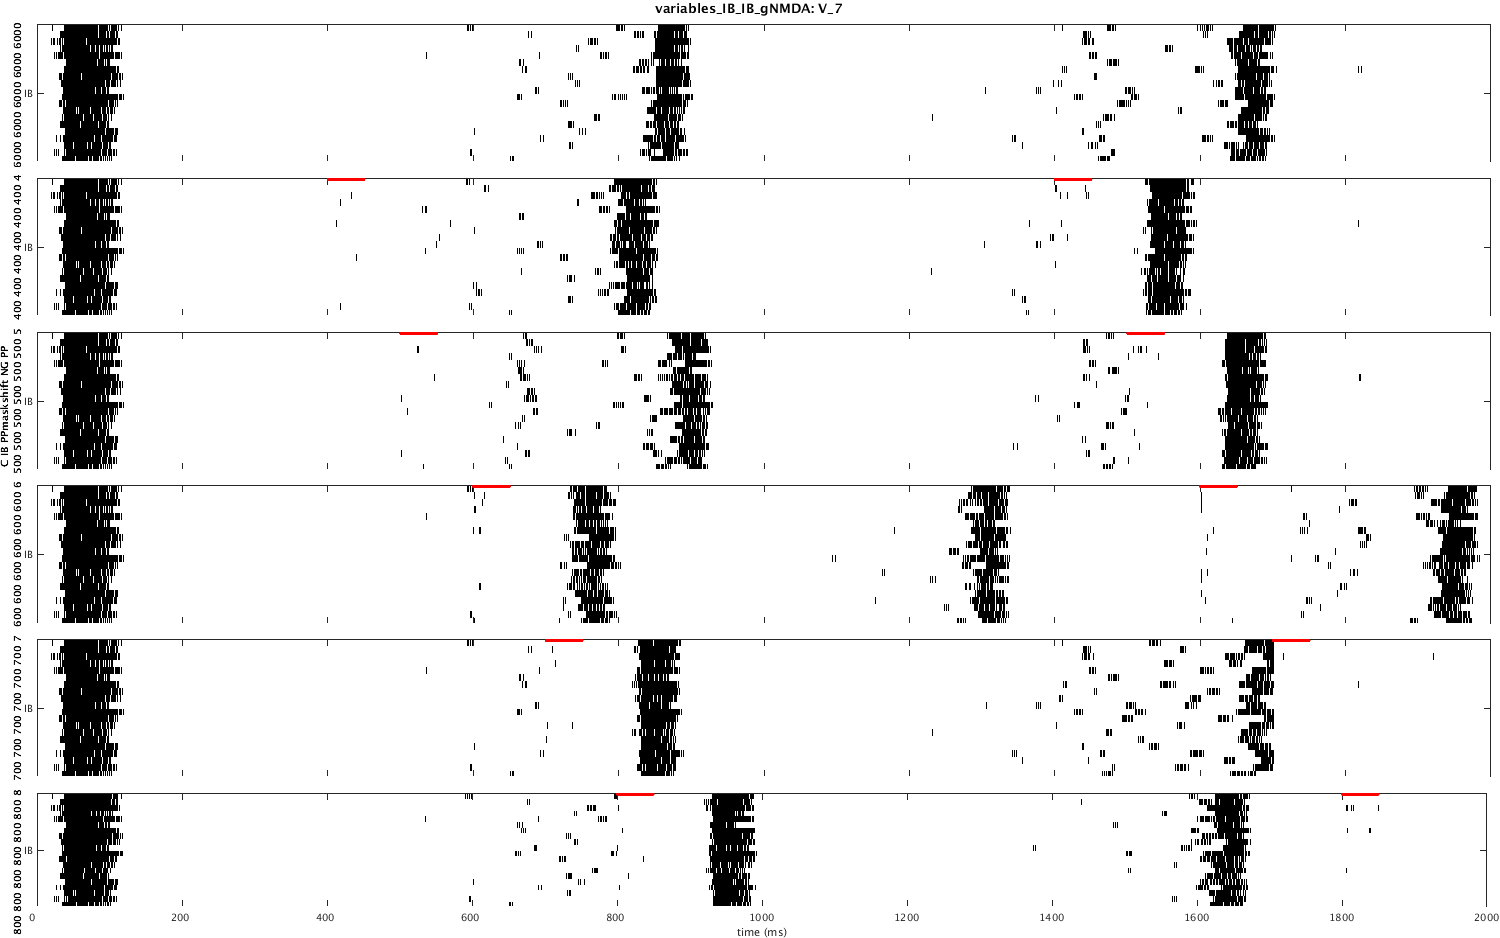 variables_IB_IB_gNMDA: V_7
6000 6000 6000 6000 6000
IB
400 400 400 400 4
IB
C IB PPmaskshift NG PP
500 500 500 500 5
IB
600 600 600 600 6
IB
700 700 700 700 7
IB
800 800 800 800 8
IB
0 200 400 600 800 1000 1200 1400 1600 1800 2000
time (ms)